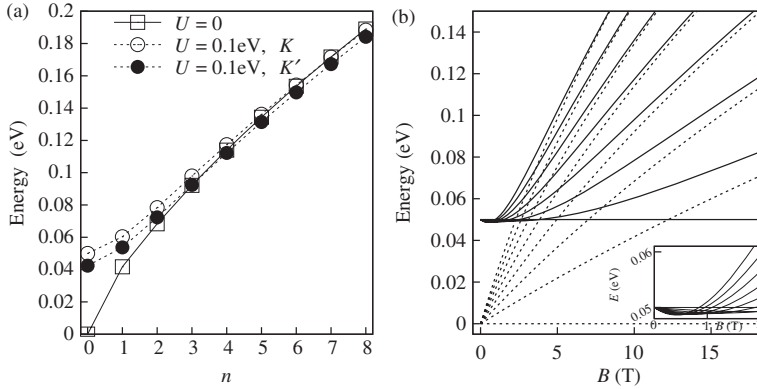 (a)
0.2
0.18
0.16
0.14
0.12
0.1
0.08
0.06
0.04
0.02
0
Energy (eV)
U = 0
U = 0.1eV, K
U = 0.1eV, K′
0 1 2 3 4 5 6 7 8
n
(b)
0.14
0.12
0.1
0.08
0.06
0.04
0.02
0
Energy (eV)
0 5 10 15
B (T)
0.06
0.05
E (eV)
0 1 B (T)